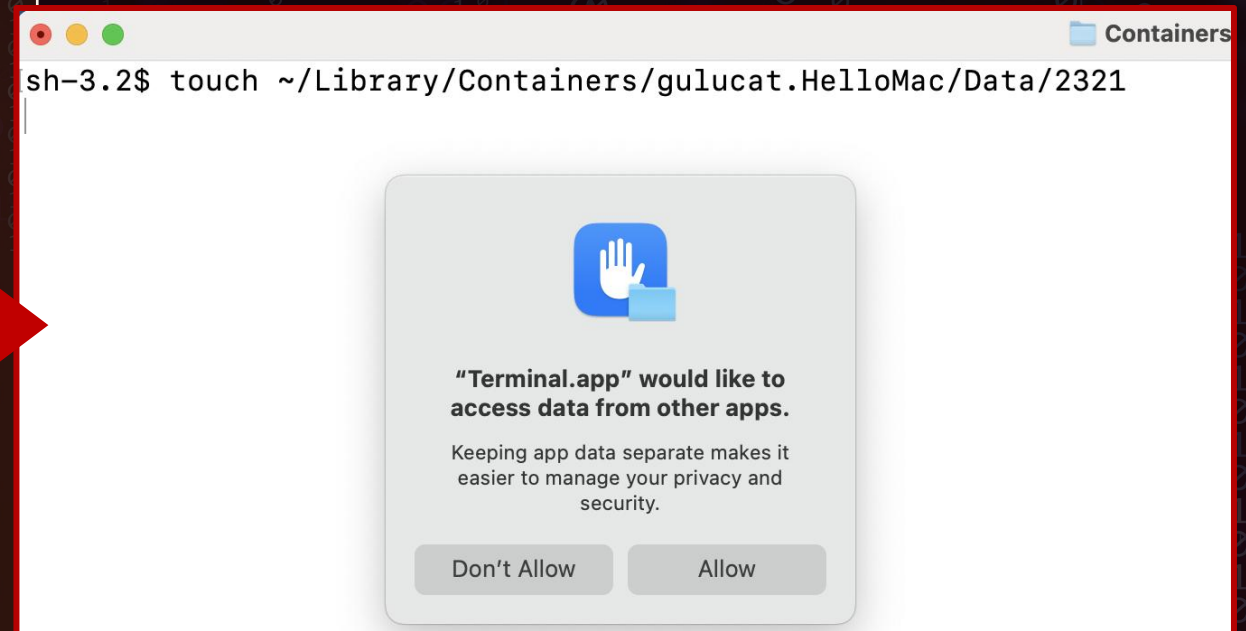 Containers
sh-3.2$ touch ~/Library/Containers/gulucat.HelloMac/Data/2321
“Terminal.app” would like to
access data from other apps.
Keeping app data separate makes it
easier to manage your privacy and
security.
Don’t Allow
Allow